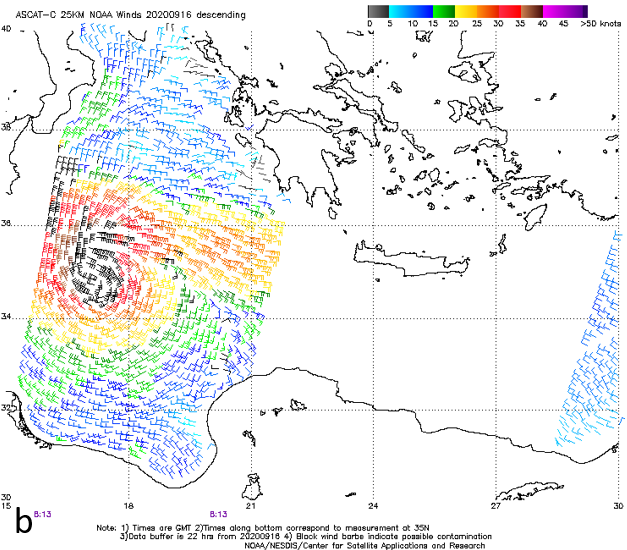 ASCAT-C 25KM NOAA Winds 20200916 descending
0 5 10 15 20 25 30 35 40 45 >50 knots
40
38
36
34
32
30
15 18 21 24 27 30
8:13 8:13
b
Note: 1) Times are GMT 2)Times along bottom correspond to measurement at 35N
3)Data buffer is 22 hrs from 20200916 4) Black wind barbs indicate possible contamination
NOAA/NESDIS/Center for Satellite Applications and Research